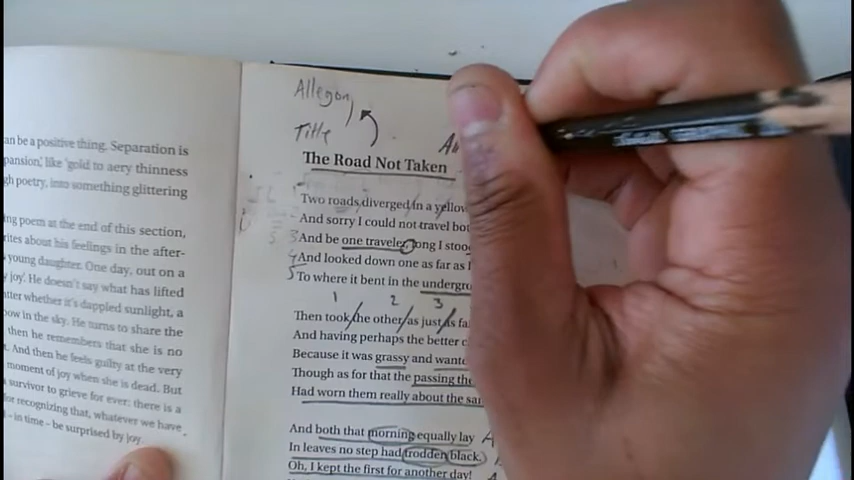 an be a positive thing. Separation is
pansion,' like 'gold to aery thinness
gh poetry, into something glittering
ing poem at the end of this section,
rites about his feelings in the after-
young daughter. One day, out on a
joy'. He doesn't say what has lifted
tter whether it's dappled sunlight, a
bow in the sky. He turns to share the
then he remembers that she is no
t. And then he feels guilty at the very
moment of joy when she is dead. But
a survivor to grieve for ever: there is a
for recognizing that, whatever we have
– in time – be surprised by joy.
Allegory
Title
The Road Not Taken
Two roads diverged in a yellow
And sorry I could not travel bo
3 And be one traveler, long I stoo
4 And looked down one as far as I
5 To where it bent in the undergro
1 2 3
Then took the other, as just as fa
And having perhaps the better c
Because it was grassy and wante
Though as for that the passing the
Had worn them really about the sa
And both that morning equally lay A
In leaves no step had trodden black.
Oh, I kept the first for another day! A